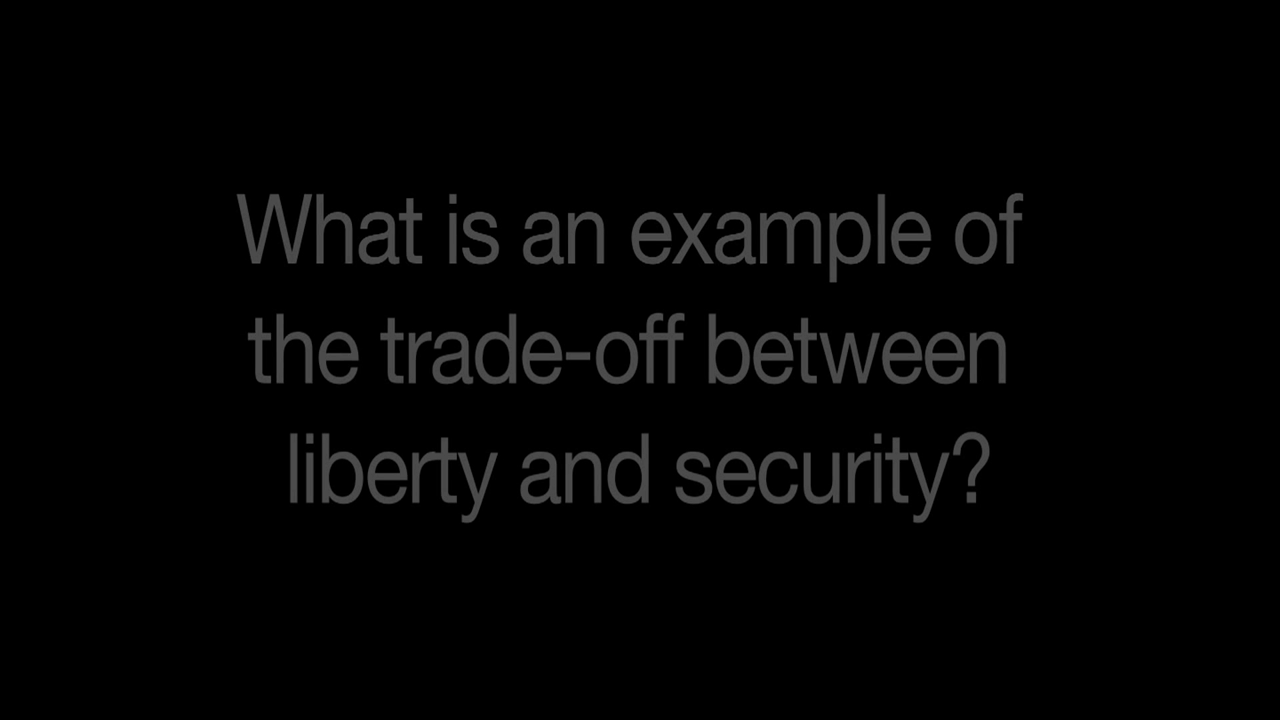 What is an example of
the trade-off between
liberty and security?